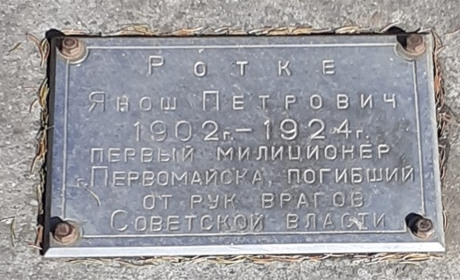 Ротке
Янош Петрович
1902г.–1924г.
первый милиционер
Первомайска, погибший
от рук врагов
Советской власти